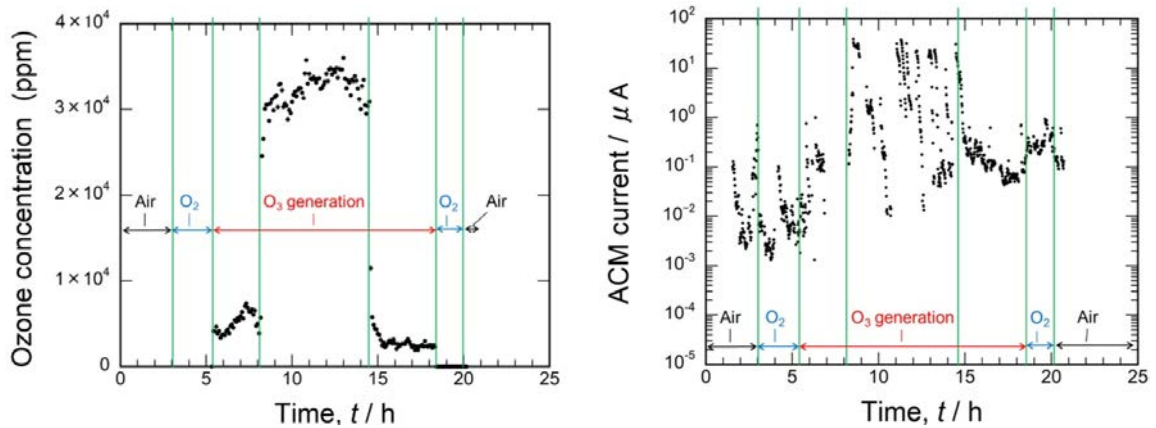 Ozone concentration (ppm)
4×10⁴
3×10⁴
2×10⁴
1×10⁴
0
Air
O₂
O₃ generation
O₂
Air
0 5 10 15 20 25
Time, t / h
ACM current / μ A
10²
10¹
10⁰
10⁻¹
10⁻²
10⁻³
10⁻⁴
10⁻⁵
Air
O₂
O₃ generation
O₂
Air
0 5 10 15 20 25
Time, t / h